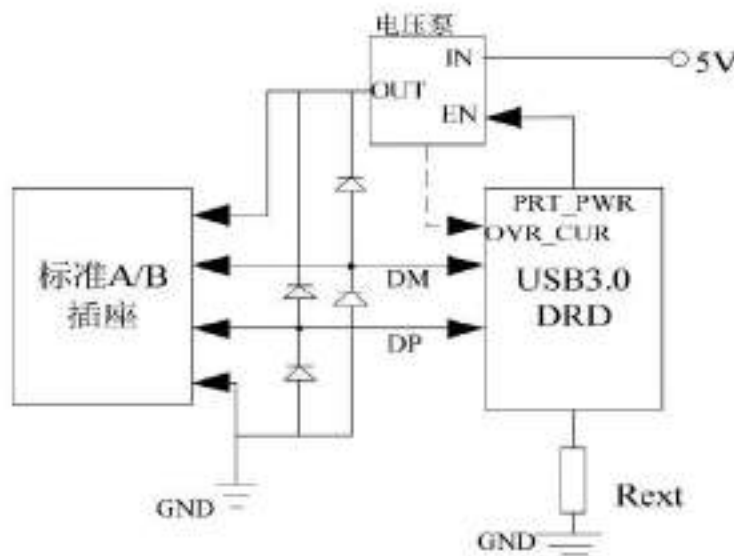 电压泵
IN
5V
OUT
EN
PRT_PWR
OVR_CUR
标准A/B
插座
USB3.0
DRD
DM
DP
Rext
GND
GND